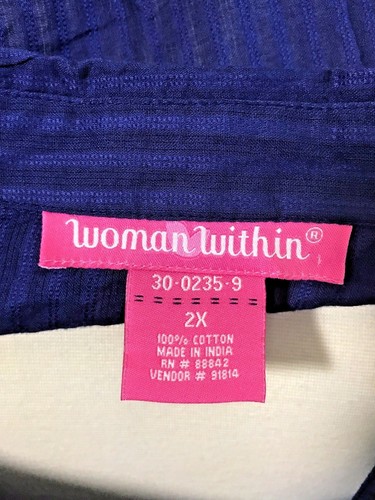 woman within®
30-0235-9
2X
100% COTTON
MADE IN INDIA
RN # 88842
VENDOR # 91814